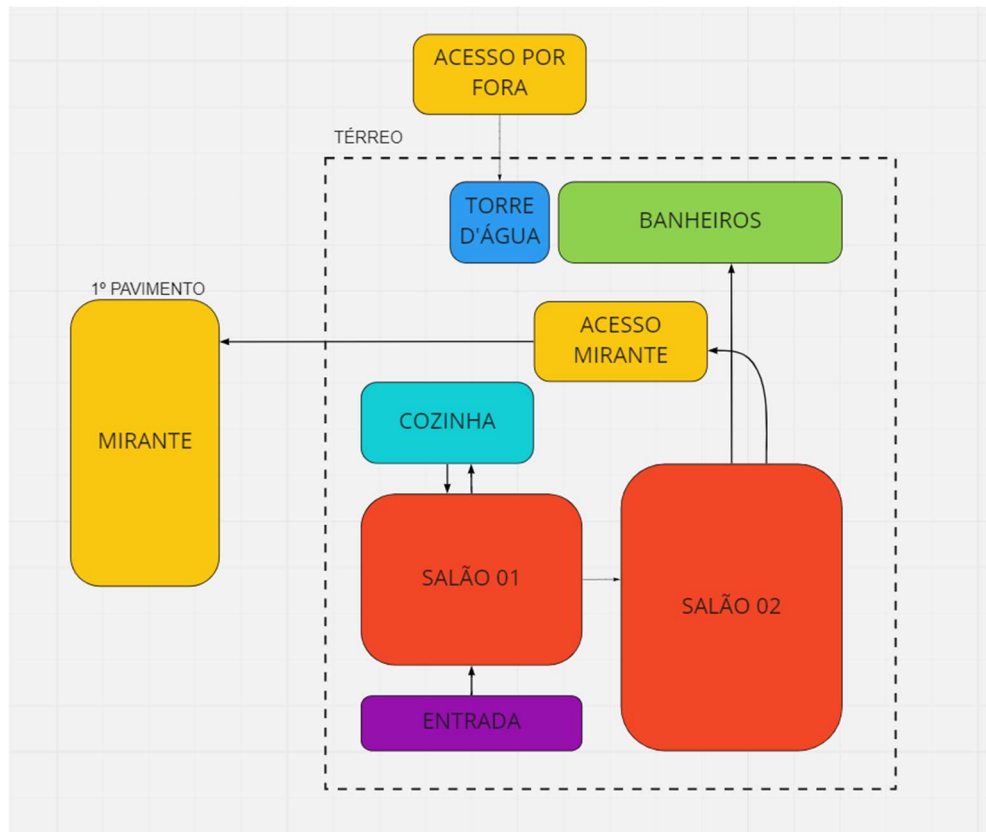 ACESSO POR
FORA
TÉRREO
TORRE
D'ÁGUA
BANHEIROS
1º PAVIMENTO
ACESSO
MIRANTE
COZINHA
MIRANTE
SALÃO 01
SALÃO 02
ENTRADA